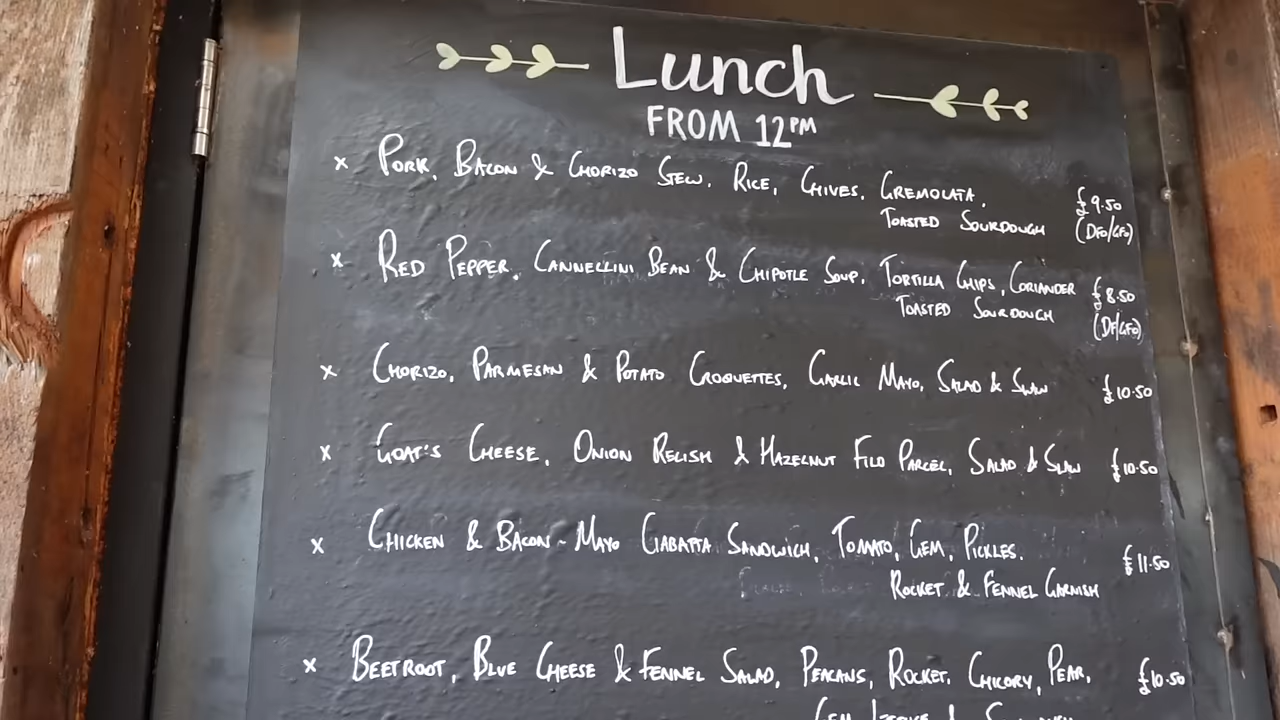 Lunch
FROM 12PM
x PORK, BACON & CHORIZO STEW, RICE, CHIVES, GREMOLATA, £9.50
TOASTED SOURDOUGH (DFO/GFO)
x RED PEPPER, CANNELLINI BEAN & CHIPOTLE SOUP, TORTILLA CHIPS, CORIANDER £8.50
TOASTED SOURDOUGH (DF/GFO)
x CHORIZO, PARMESAN & POTATO CROQUETTES, GARLIC MAYO, SALAD & SLAW £10.50
x GOAT'S CHEESE, ONION RELISH & HAZELNUT FILO PARCEL, SALAD & SLAW £10.50
x CHICKEN & BACON-MAYO CIABATTA SANDWICH, TOMATO, GEM, PICKLES, £11.50
ROCKET & FENNEL GARNISH
x BEETROOT, BLUE CHEESE & FENNEL SALAD, PEACANS, ROCKET, CHICORY, PEAR, £10.50